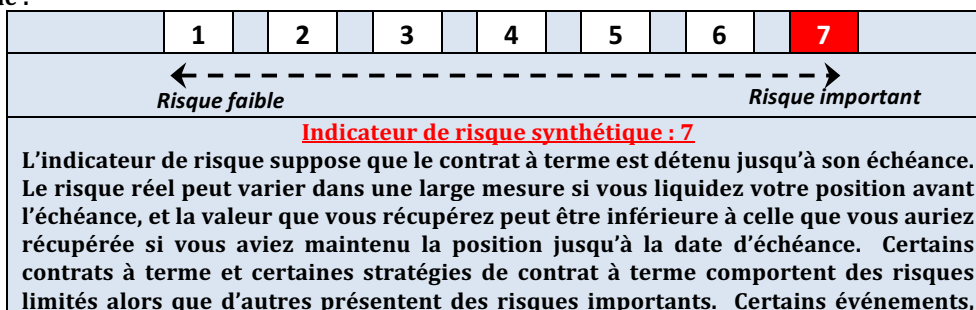 1 2 3 4 5 6 7
Risque faible Risque important
Indicateur de risque synthétique : 7
L’indicateur de risque suppose que le contrat à terme est détenu jusqu’à son échéance.
Le risque réel peut varier dans une large mesure si vous liquidez votre position avant
l’échéance, et la valeur que vous récupérez peut être inférieure à celle que vous auriez
récupérée si vous aviez maintenu la position jusqu’à la date d’échéance. Certains
contrats à terme et certaines stratégies de contrat à terme comportent des risques
limités alors que d’autres présentent des risques importants. Certains événements,